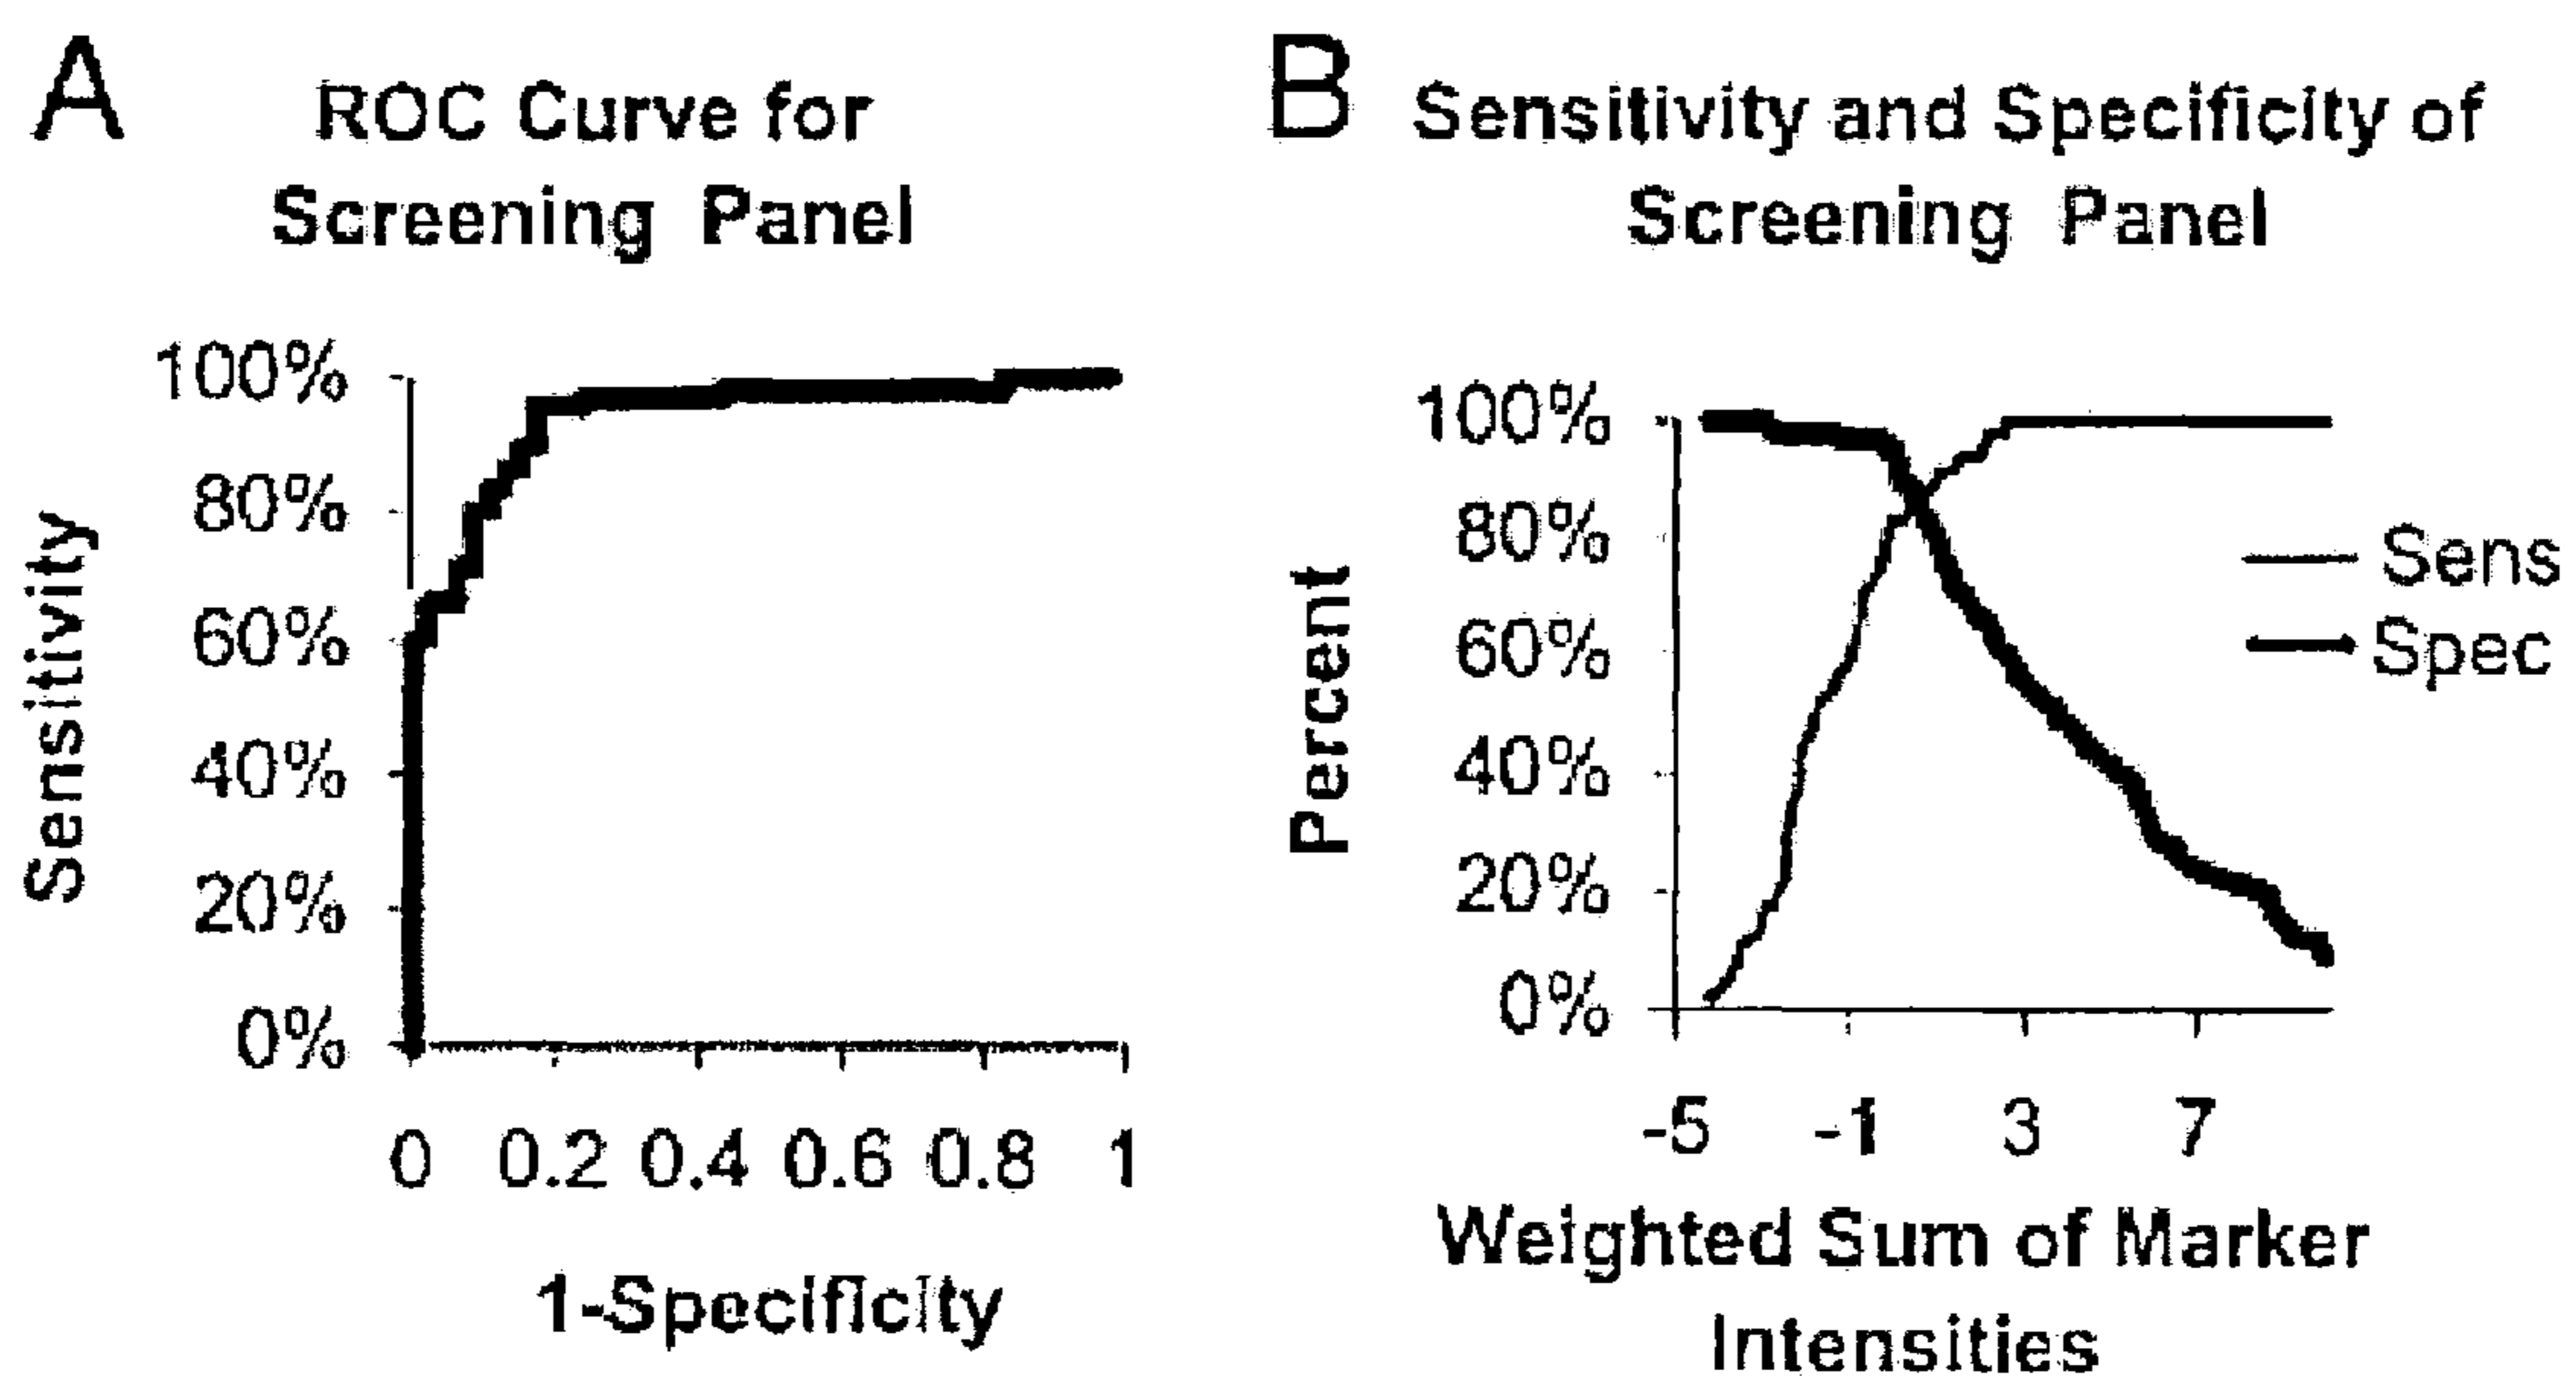 A
ROC Curve for
Screening Panel
100%
80%
60%
40%
20%
0%
Sensitivity
0 0.2 0.4 0.6 0.8 1
1-Specificity
B
Sensitivity and Specificity of
Screening Panel
100%
80%
60%
40%
20%
0%
Percent
Sens
Spec
-5 -1 3 7
Weighted Sum of Marker
Intensities